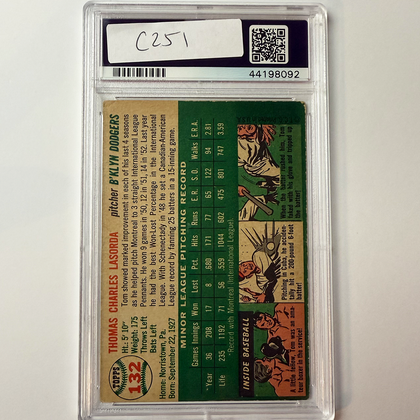 C251
44198092
TOPPS
132
THOMAS CHARLES LASORDA
pitcher B'KLYN DODGERS
Ht.: 5' 10"
Weight: 175
Throws Left
Bats Left
Home: Norristown, Pa.
Born: September 22, 1927
Tom showed marked improvement in each of his last 4 seasons
as he helped pitch Montreal to 3 straight International League
Pennants. He won 9 games in '50, 12 in '51, 14 in '52. Last year
he had the best Won-Lost Percentage in the International
League. With Schenectady in '48 he set a Canadian-American
League record by fanning 25 batters in a 15-inning game.
MINOR LEAGUE PITCHING RECORD
Games Innings Won Lost Pct. Hits Runs E.R. S.O. Walks E.R.A.
Year 36 208 17 8 .680 171 77 65 122 94 2.81
Life 235 1192 71 56 .559 1044 602 475 801 747 3.59
*Record with Montreal (International League).
INSIDE BASEBALL